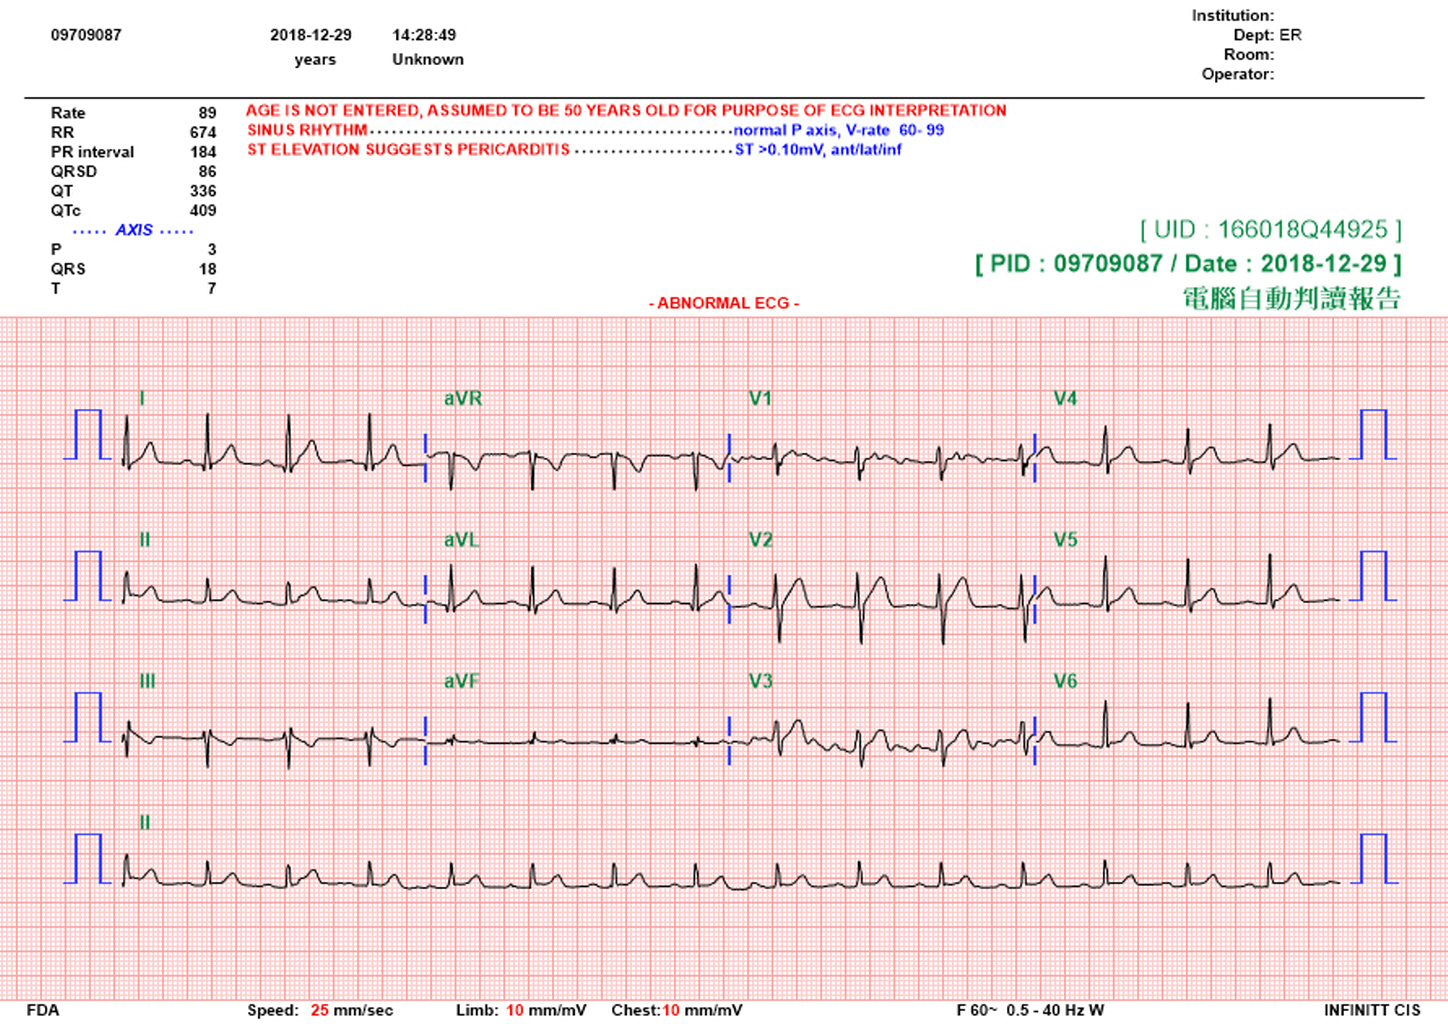 Institution:
09709087 2018-12-29 14:28:49 Dept: ER
years Unknown Room:
Operator:
Rate 89 AGE IS NOT ENTERED, ASSUMED TO BE 50 YEARS OLD FOR PURPOSE OF ECG INTERPRETATION
RR 674 SINUS RHYTHM normal P axis, V-rate 60- 99
PR interval 184 ST ELEVATION SUGGESTS PERICARDITIS ST >0.10mV, ant/lat/inf
QRSD 86
QT 336
QTc 409
····· AXIS ·····
[ UID : 166018Q44925 ]
P 3
QRS 18 [ PID : 09709087 / Date : 2018-12-29 ]
T 7
電腦自動判讀報告
- ABNORMAL ECG -
I aVR V1 V4
II aVL V2 V5
III aVF V3 V6
II
FDA Speed: 25 mm/sec Limb: 10 mm/mV Chest:10 mm/mV F 60~ 0.5 - 40 Hz W INFINITT CIS